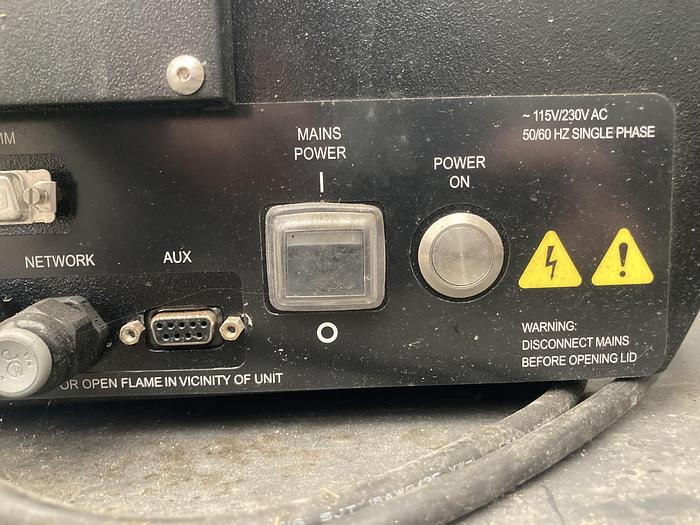 MM
MAINS
POWER
I
POWER
ON
~ 115V/230V AC
50/60 HZ SINGLE PHASE
NETWORK
AUX
O
WARNING:
DISCONNECT MAINS
BEFORE OPENING LID
OR OPEN FLAME IN VICINITY OF UNIT
SJT